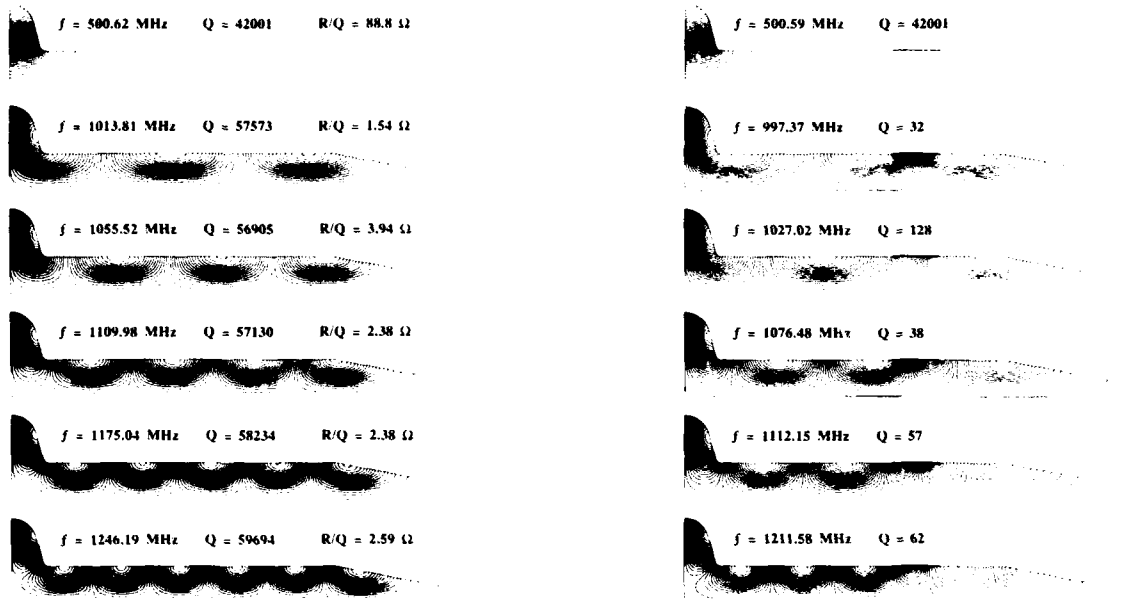 f = 500.62 MHz Q = 42001 R/Q = 88.8 Ω
f = 1013.81 MHz Q = 57573 R/Q = 1.54 Ω
f = 1055.52 MHz Q = 56905 R/Q = 3.94 Ω
f = 1109.98 MHz Q = 57130 R/Q = 2.38 Ω
f = 1175.04 MHz Q = 58234 R/Q = 2.38 Ω
f = 1246.19 MHz Q = 59694 R/Q = 2.59 Ω
f = 500.59 MHz Q = 42001
f = 997.37 MHz Q = 32
f = 1027.02 MHz Q = 128
f = 1076.48 MHz Q = 38
f = 1112.15 MHz Q = 57
f = 1211.58 MHz Q = 62